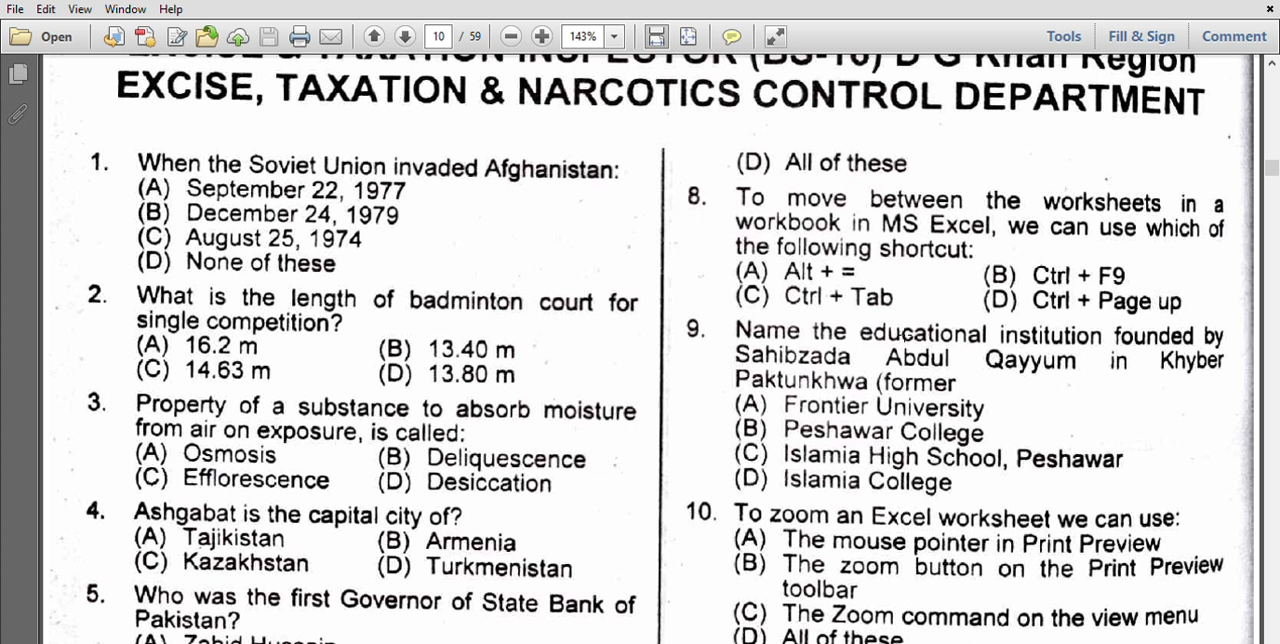 File Edit View Window Help
Open 10 / 59 143% Tools Fill & Sign Comment
EXCISE & TAXATION INSPECTOR (BS-16) D G Khan Region
EXCISE, TAXATION & NARCOTICS CONTROL DEPARTMENT
1. When the Soviet Union invaded Afghanistan:
(A) September 22, 1977
(B) December 24, 1979
(C) August 25, 1974
(D) None of these
2. What is the length of badminton court for
single competition?
(A) 16.2 m (B) 13.40 m
(C) 14.63 m (D) 13.80 m
3. Property of a substance to absorb moisture
from air on exposure, is called:
(A) Osmosis (B) Deliquescence
(C) Efflorescence (D) Desiccation
4. Ashgabat is the capital city of?
(A) Tajikistan (B) Armenia
(C) Kazakhstan (D) Turkmenistan
5. Who was the first Governor of State Bank of
Pakistan?
(A) Zahid Hussain
(D) All of these
8. To move between the worksheets in a
workbook in MS Excel, we can use which of
the following shortcut:
(A) Alt + = (B) Ctrl + F9
(C) Ctrl + Tab (D) Ctrl + Page up
9. Name the educational institution founded by
Sahibzada Abdul Qayyum in Khyber
Paktunkhwa (former
(A) Frontier University
(B) Peshawar College
(C) Islamia High School, Peshawar
(D) Islamia College
10. To zoom an Excel worksheet we can use:
(A) The mouse pointer in Print Preview
(B) The zoom button on the Print Preview
toolbar
(C) The Zoom command on the view menu
(D) All of these